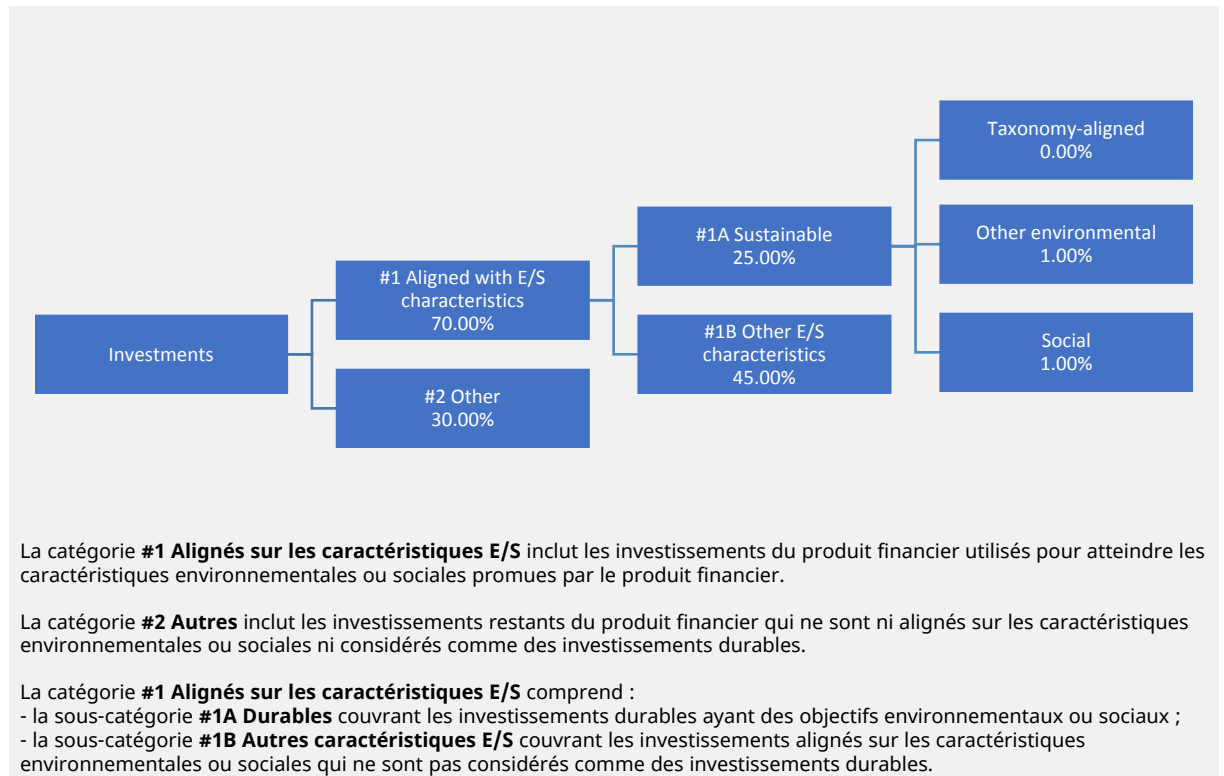 Taxonomy-aligned
0.00%
#1A Sustainable
25.00%
Other environmental
1.00%
#1 Aligned with E/S
characteristics
70.00%
Investments
#1B Other E/S
characteristics
45.00%
Social
1.00%
#2 Other
30.00%
La catégorie #1 Alignés sur les caractéristiques E/S inclut les investissements du produit financier utilisés pour atteindre les
caractéristiques environnementales ou sociales promues par le produit financier.
La catégorie #2 Autres inclut les investissements restants du produit financier qui ne sont ni alignés sur les caractéristiques
environnementales ou sociales ni considérés comme des investissements durables.
La catégorie #1 Alignés sur les caractéristiques E/S comprend :
- la sous-catégorie #1A Durables couvrant les investissements durables ayant des objectifs environnementaux ou sociaux ;
- la sous-catégorie #1B Autres caractéristiques E/S couvrant les investissements alignés sur les caractéristiques
environnementales ou sociales qui ne sont pas considérés comme des investissements durables.